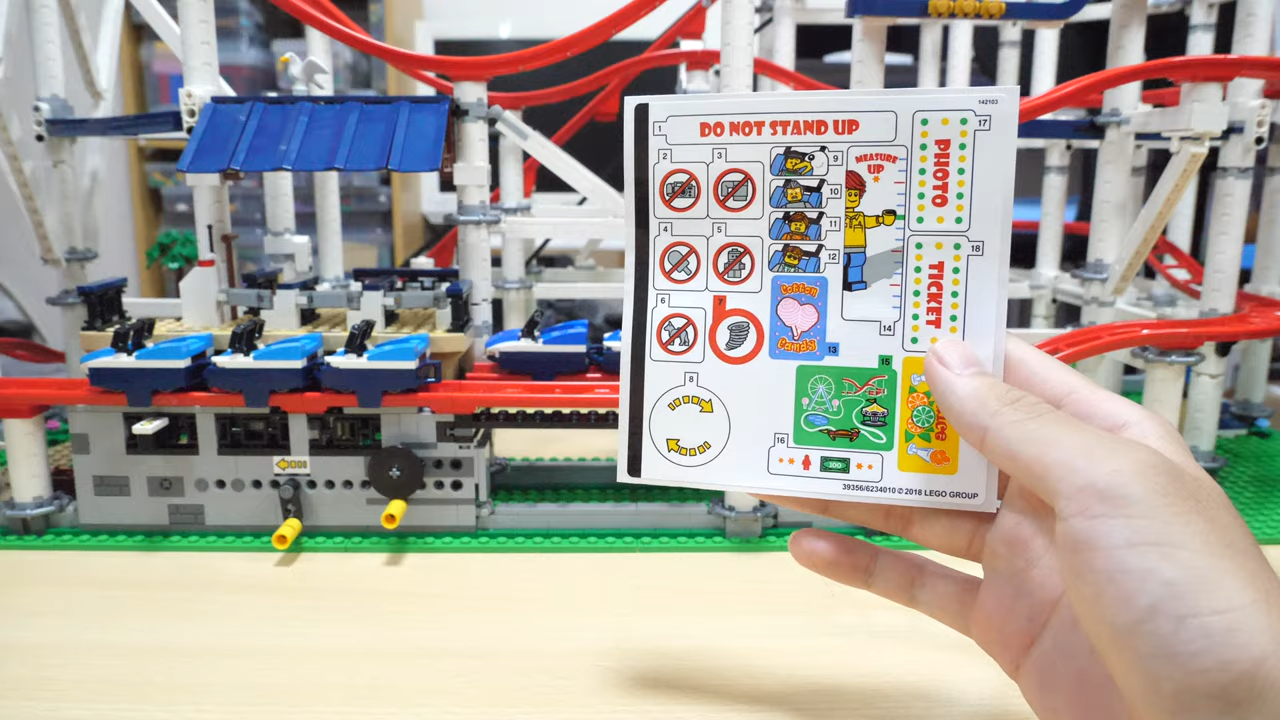 142103
1
DO NOT STAND UP
17
PHOTO
2
3
9
MEASURE
UP
10
11
4
5
12
18
TICKET
Cotton
Candy
13
6
7
14
8
15
16
100
39356/6234010 © 2018 LEGO GROUP